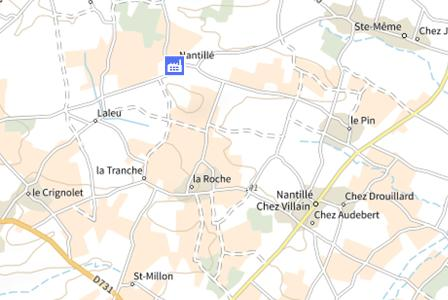 Ste-Même
Chez J
Nantillé
Laleu
le Pin
la Tranche
la Roche
le Crignolet
Nantillé
Chez Villain
Chez Drouillard
Chez Audebert
St-Millon
D731